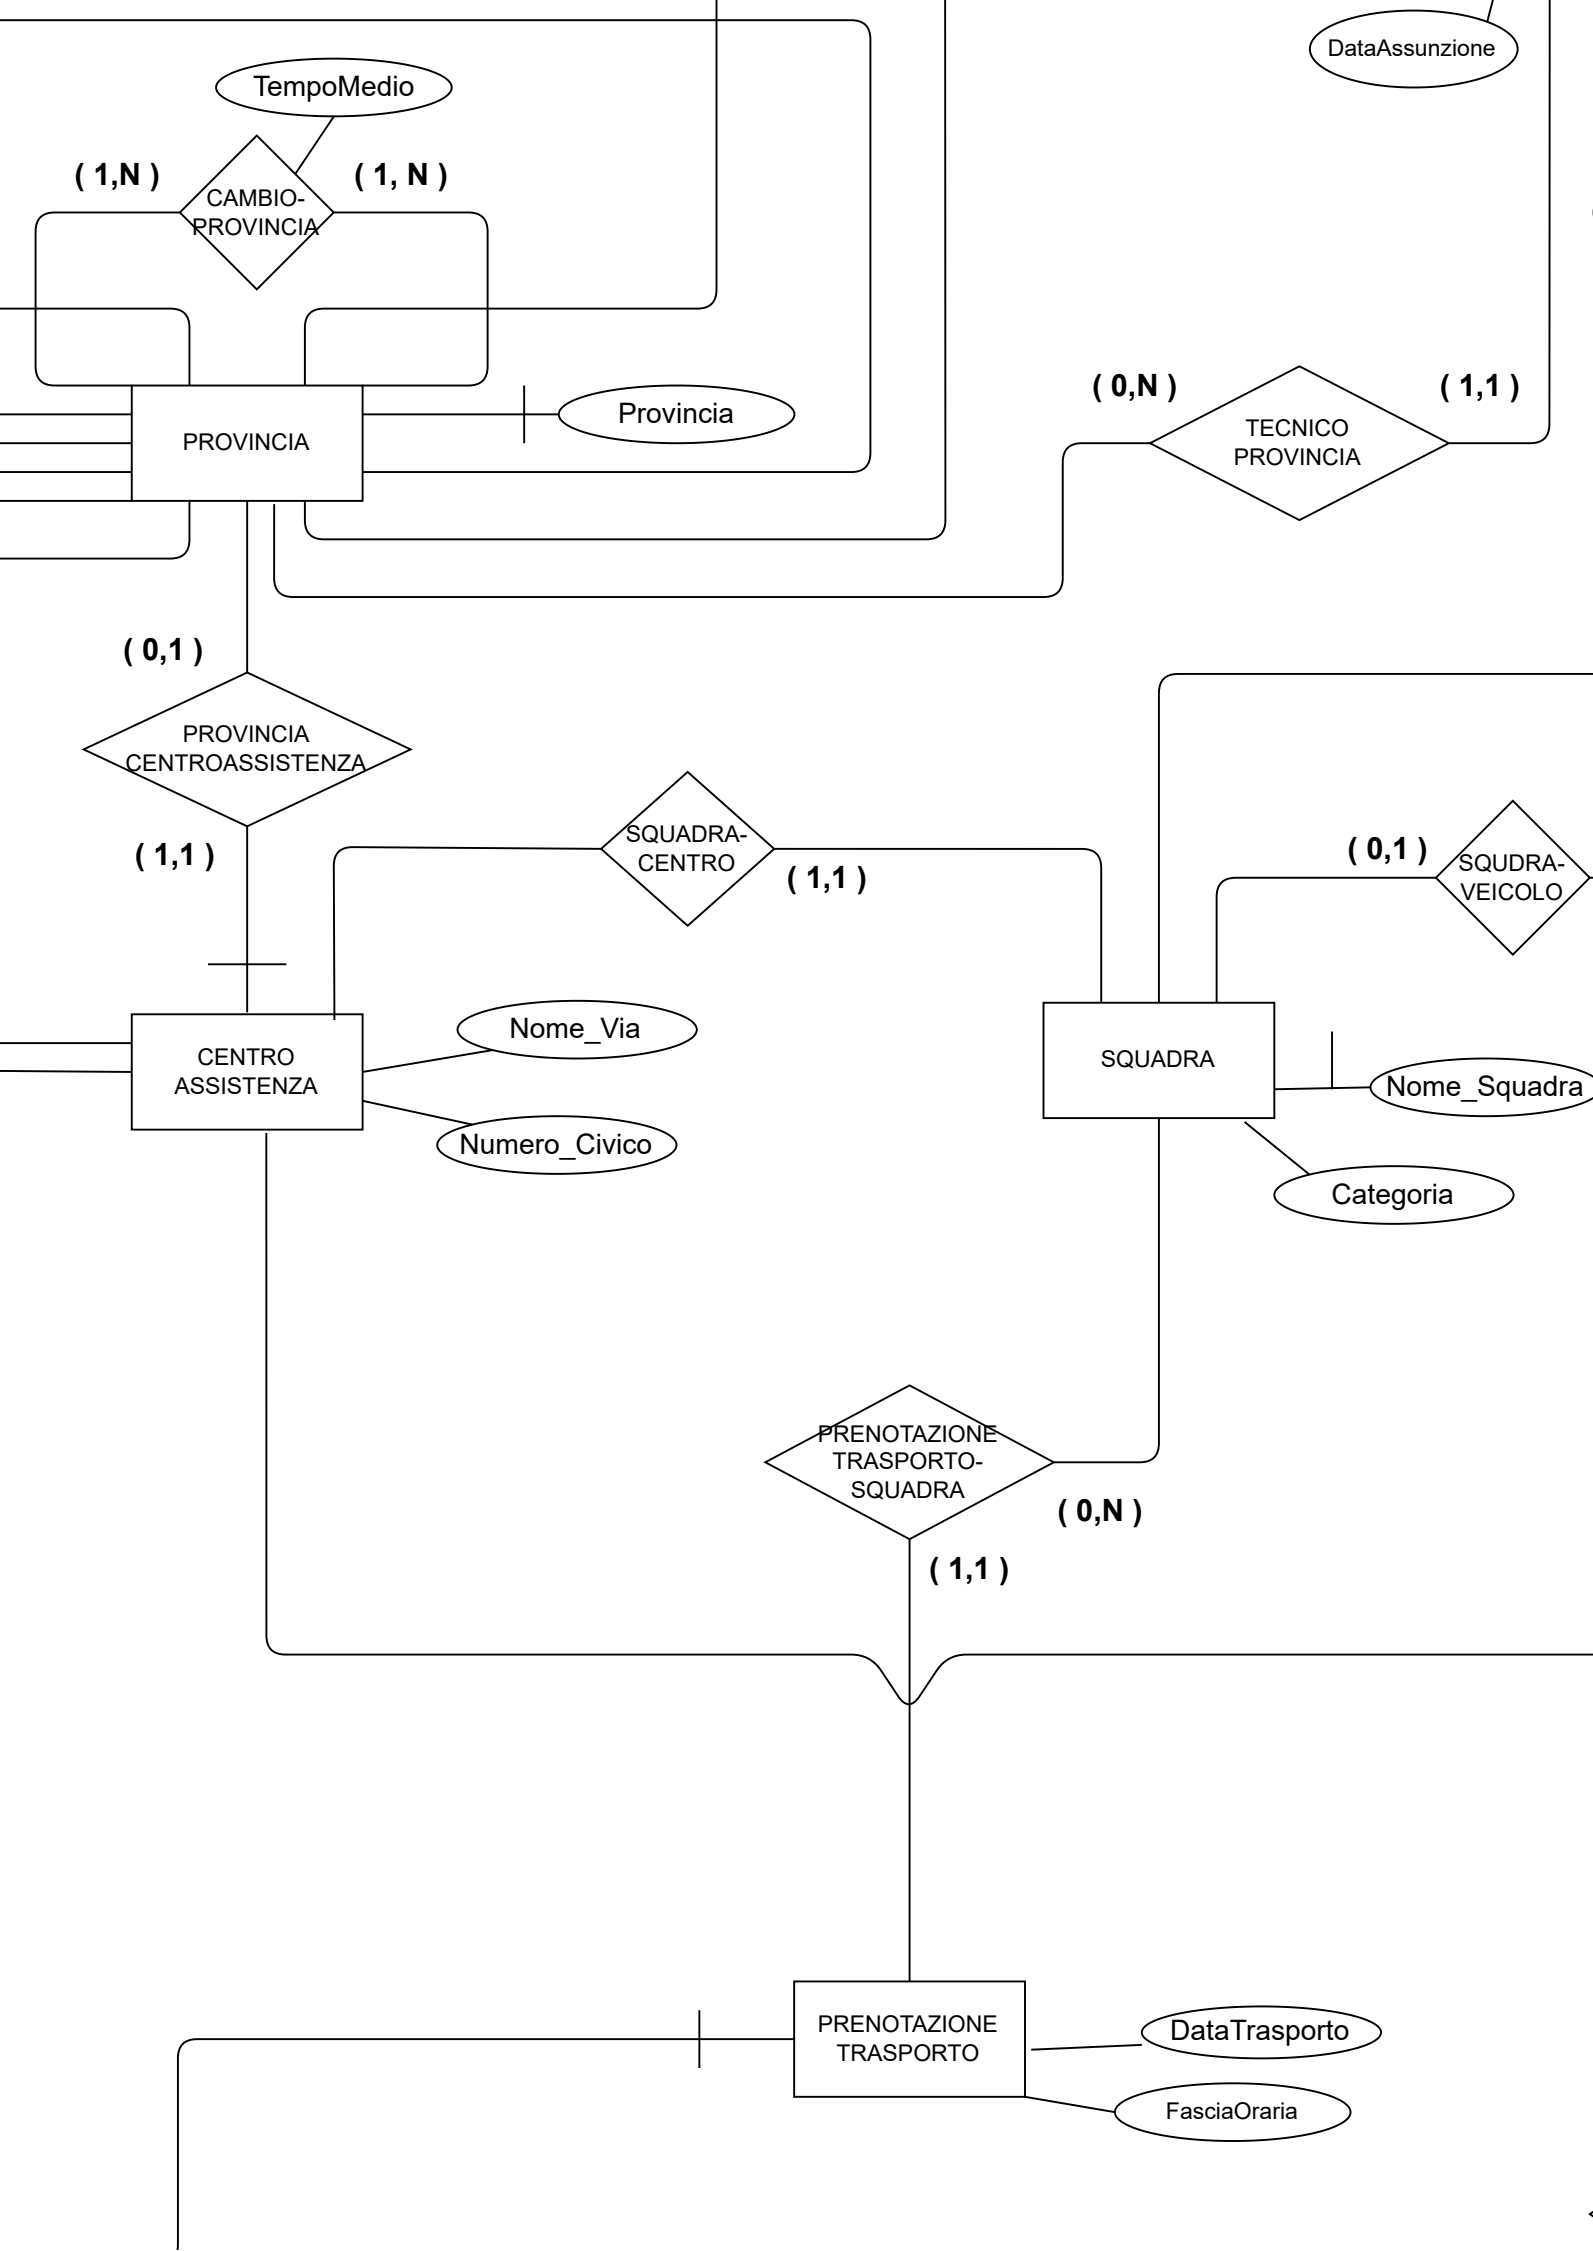 DataAssunzione
TempoMedio
( 1,N )
( 1, N )
CAMBIO-
PROVINCIA
( 0,N )
( 1,1 )
Provincia
PROVINCIA
TECNICO
PROVINCIA
( 0,1 )
PROVINCIA
CENTROASSISTENZA
( 1,1 )
SQUADRA-
CENTRO
( 1,1 )
( 0,1 )
SQUDRA-
VEICOLO
Nome_Via
CENTRO
ASSISTENZA
SQUADRA
Nome_Squadra
Numero_Civico
Categoria
PRENOTAZIONE
TRASPORTO-
SQUADRA
( 0,N )
( 1,1 )
PRENOTAZIONE
TRASPORTO
DataTrasporto
FasciaOraria